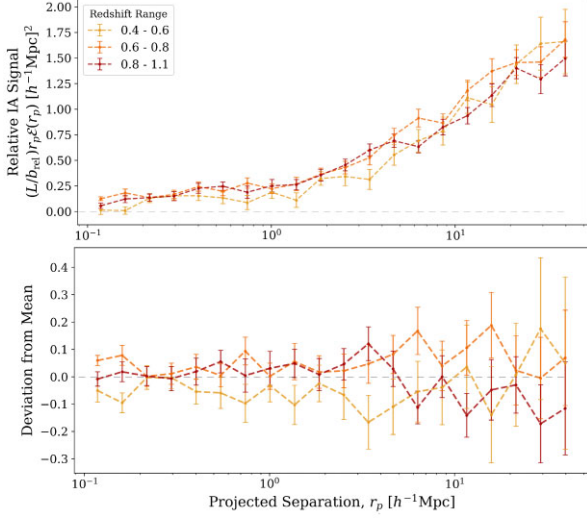 2.00
1.75
1.50
1.25
1.00
0.75
0.50
0.25
0.00
Relative IA Signal
(L/b_rel)r_pℰ(r_p) [h⁻¹Mpc]²
Redshift Range
0.4 - 0.6
0.6 - 0.8
0.8 - 1.1
10⁻¹ 10⁰ 10¹
0.4
0.3
0.2
0.1
0.0
−0.1
−0.2
−0.3
Deviation from Mean
10⁻¹ 10⁰ 10¹
Projected Separation, r_p [h⁻¹Mpc]